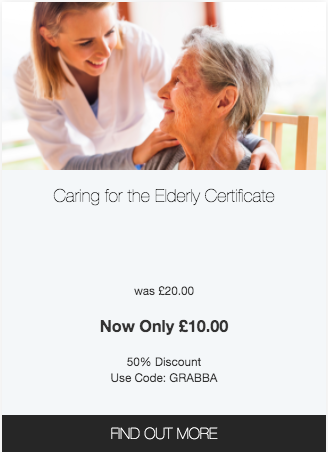 Caring for the Elderly Certificate
was £20.00
Now Only £10.00
50% Discount
Use Code: GRABBA
FIND OUT MORE